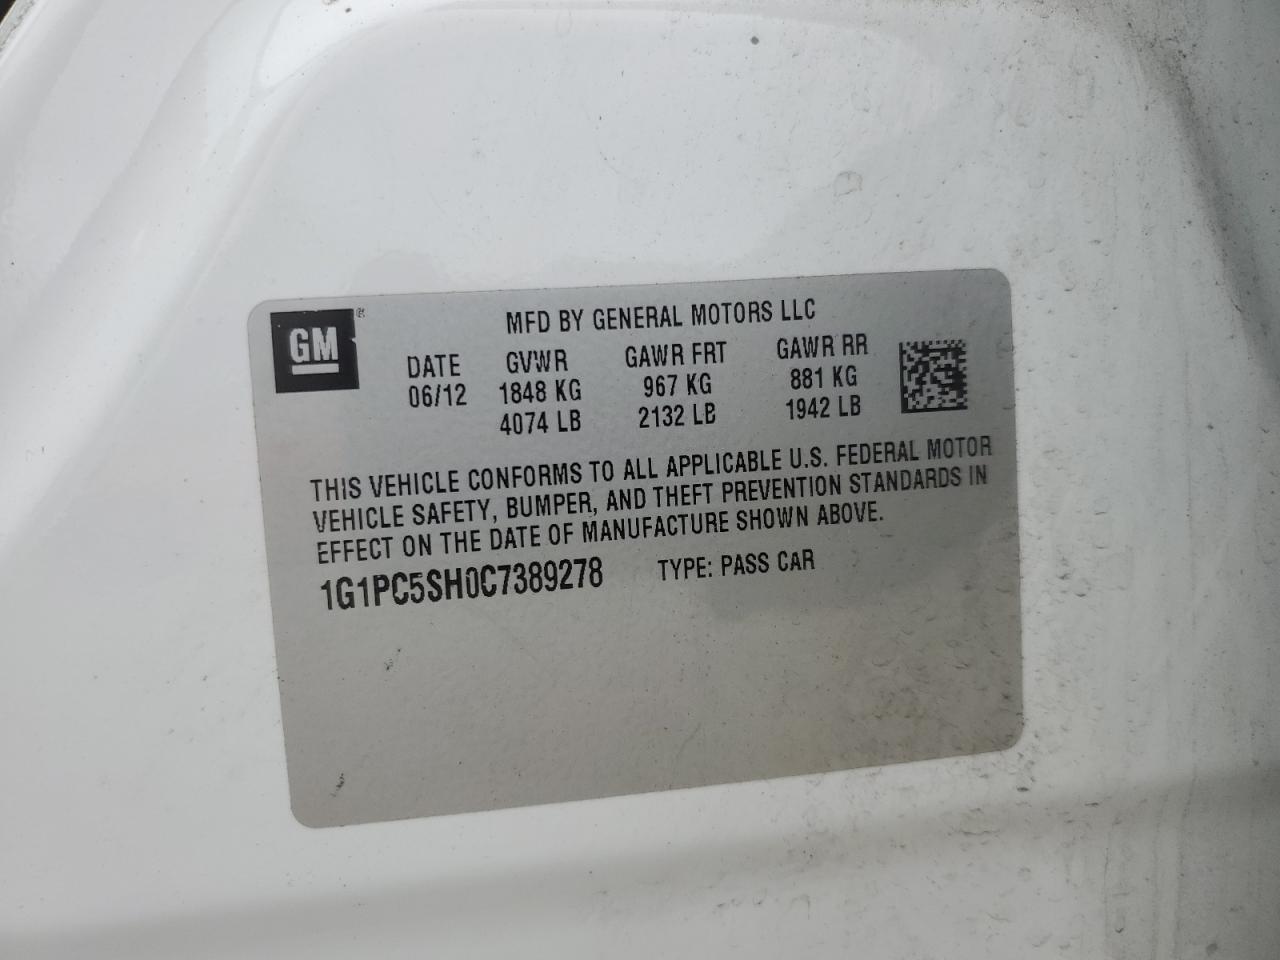 GM ®
MFD BY GENERAL MOTORS LLC
DATE GVWR GAWR FRT GAWR RR
06/12 1848 KG 967 KG 881 KG
4074 LB 2132 LB 1942 LB
THIS VEHICLE CONFORMS TO ALL APPLICABLE U.S. FEDERAL MOTOR
VEHICLE SAFETY, BUMPER, AND THEFT PREVENTION STANDARDS IN
EFFECT ON THE DATE OF MANUFACTURE SHOWN ABOVE.
1G1PC5SH0C7389278 TYPE: PASS CAR